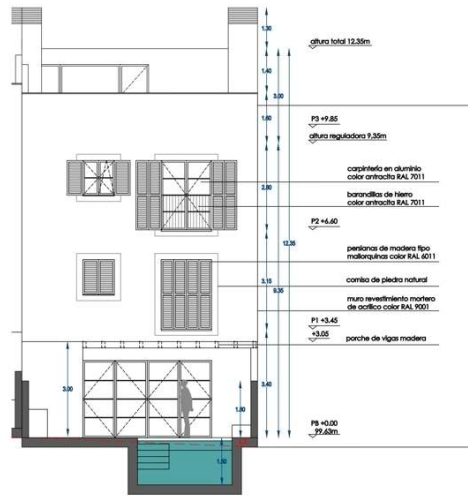 1.30
altura total 12.35m
1.40
3.00
P3 +9.85
1.60
altura reguladora 9,35m
carpintería en aluminio
color antracita RAL 7011
2.80
barandillas de hierro
color antracita RAL 7011
P2 +6.60
12.35
persianas de madera tipo
mallorquinas color RAL 6011
3.15
cornisa de piedra natural
9.35
muro revestimiento mortero
de acrílico color RAL 9001
P1 +3.45
+3.05
porche de vigas madera
3.00
3.40
1.80
PB +0.00
99.63m
1.50